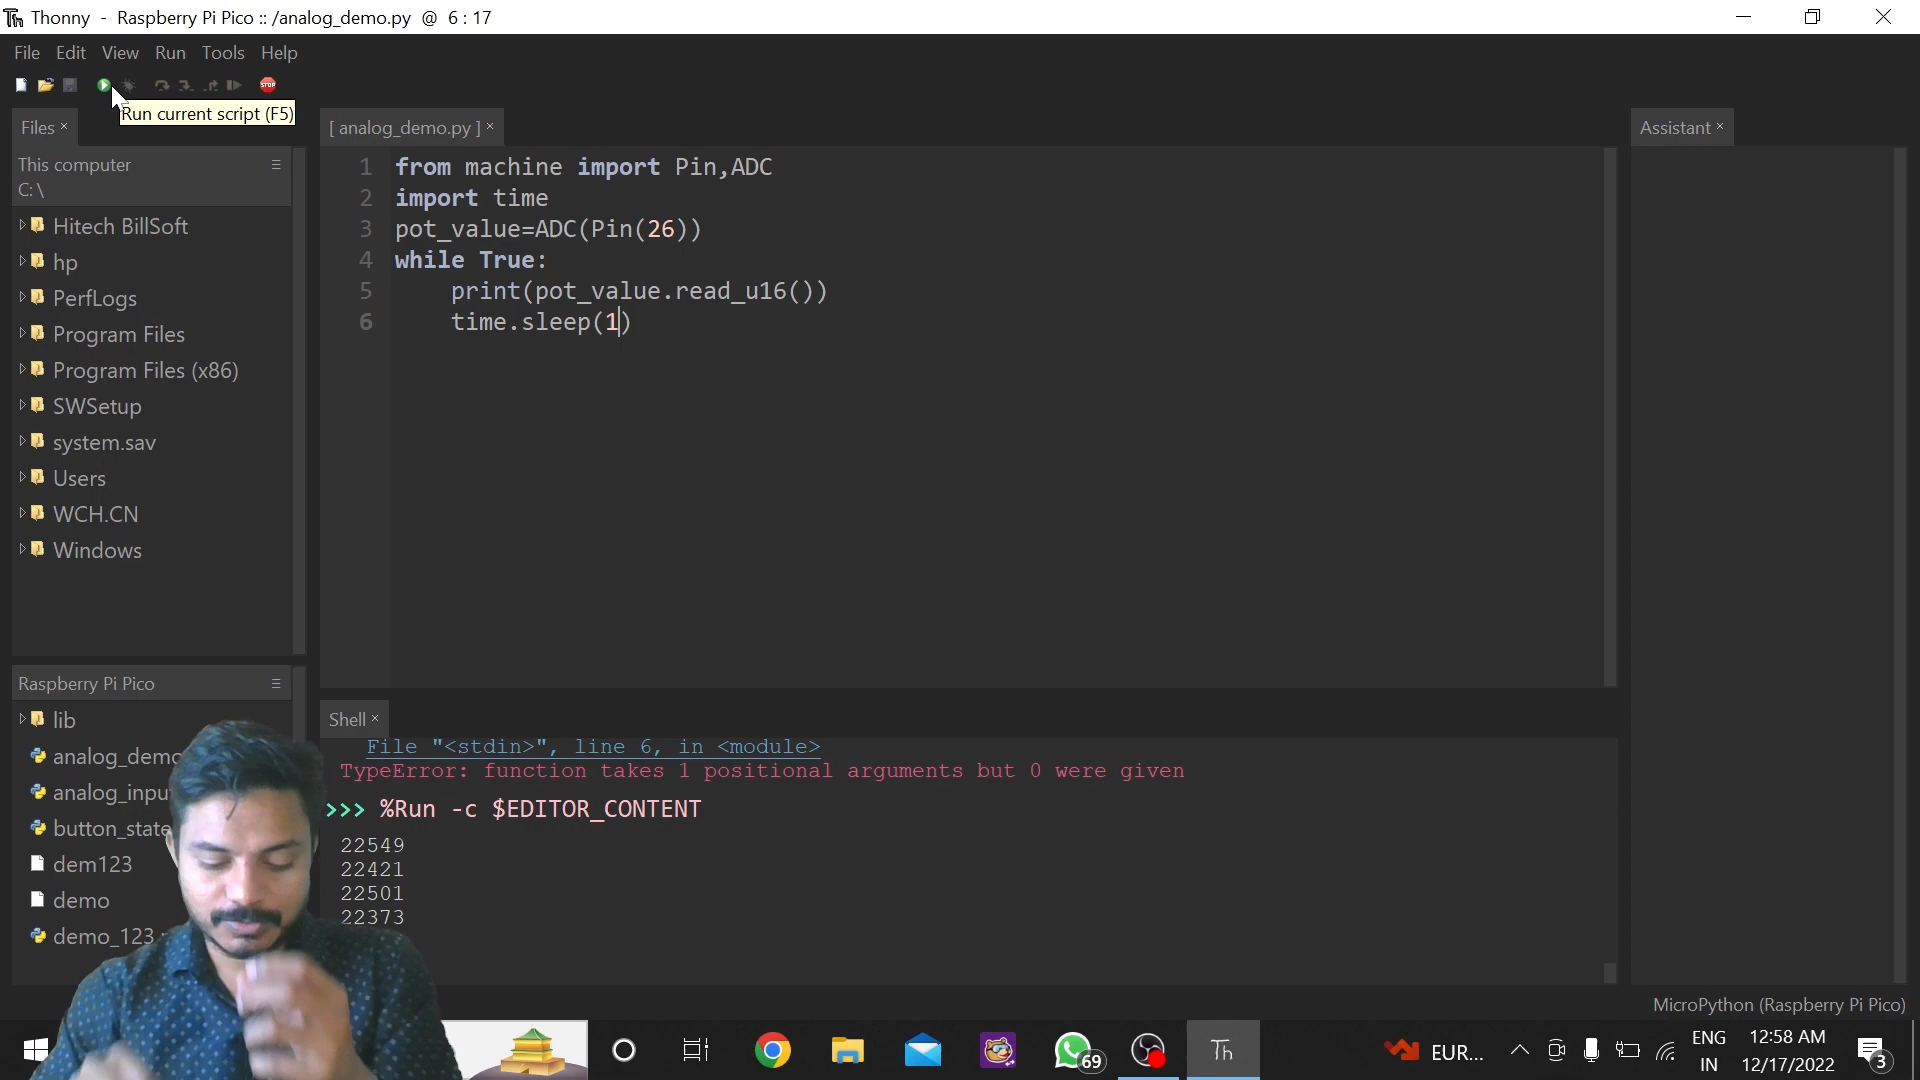 Thonny - Raspberry Pi Pico :: /analog_demo.py @ 6 : 17
File Edit View Run Tools Help
STOP
Run current script (F5)
Files ×
This computer
C:\
Hitech BillSoft
hp
PerfLogs
Program Files
Program Files (x86)
SWSetup
system.sav
Users
WCH.CN
Windows
Raspberry Pi Pico
lib
analog_demo
analog_inpu
button_state
dem123
demo
demo_123
[ analog_demo.py ] ×
1 from machine import Pin,ADC
2 import time
3 pot_value=ADC(Pin(26))
4 while True:
5     print(pot_value.read_u16())
6     time.sleep(1)
Shell ×
File "<stdin>", line 6, in <module>
TypeError: function takes 1 positional arguments but 0 were given
>>> %Run -c $EDITOR_CONTENT
22549
22421
22501
22373
Assistant ×
MicroPython (Raspberry Pi Pico)
69
Th
EUR...
ENG
IN
12:58 AM
12/17/2022
3